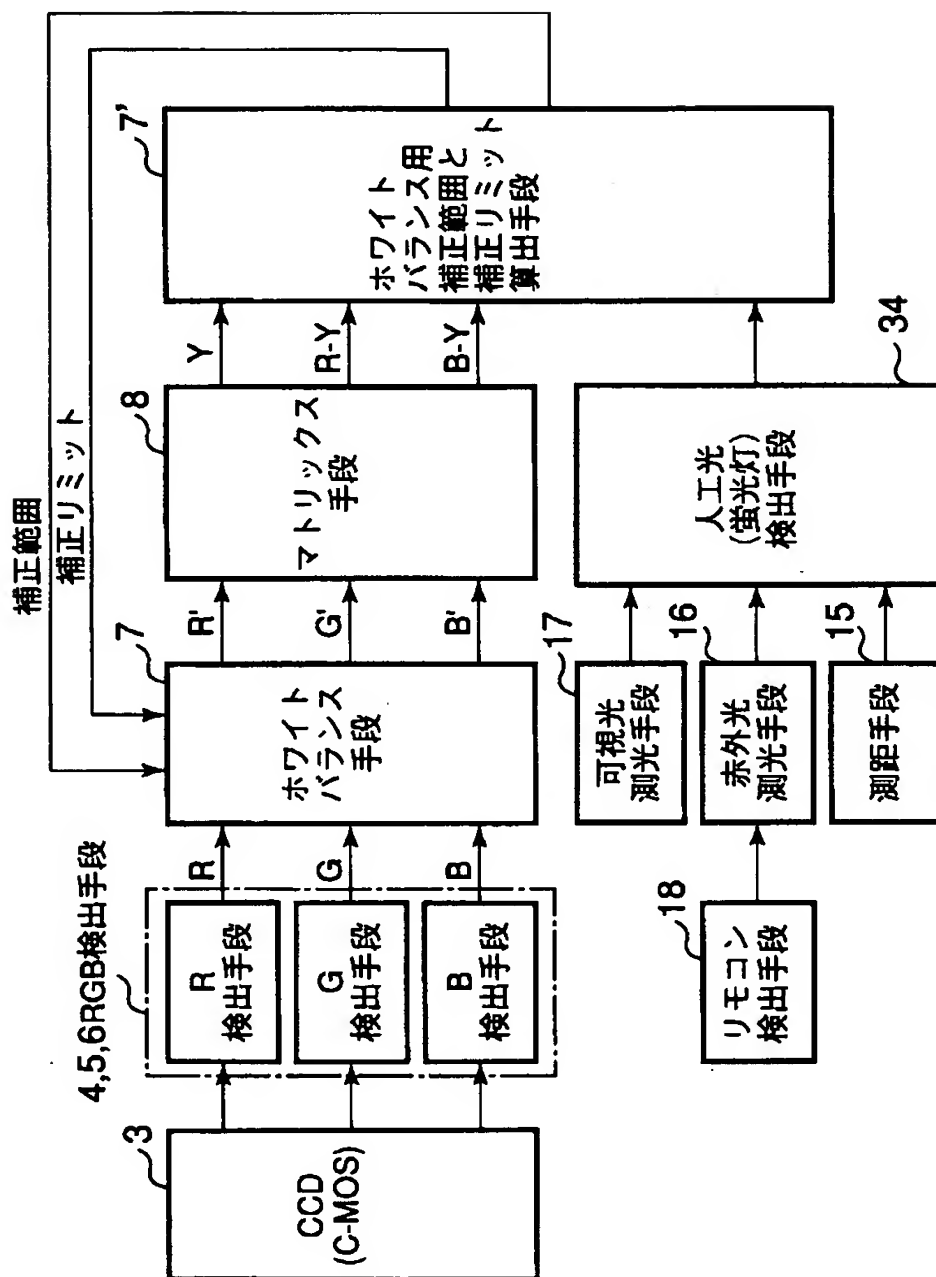 補正範囲
補正リミット
3
CCD
(C-MOS)
4,5,6RGB検出手段
R
検出手段
G
検出手段
B
検出手段
R
G
B
7
ホワイト
バランス
手段
R'
G'
B'
8
マトリックス
手段
Y
R-Y
B-Y
7'
ホワイト
バランス用
補正範囲と
補正リミット
算出手段
18
リモコン
検出手段
17
可視光
測光手段
16
赤外光
測光手段
15
測距手段
34
人工光
(蛍光灯)
検出手段